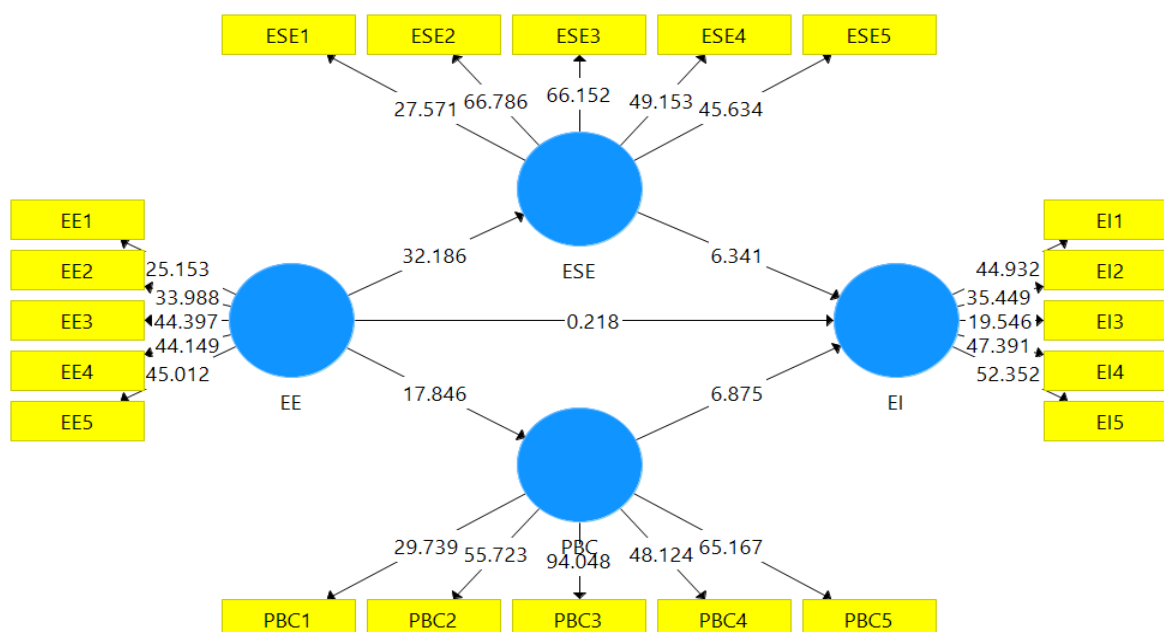 ESE1 ESE2 ESE3 ESE4 ESE5
27.571 66.786 66.152 49.153 45.634
ESE
EE1
EE2
EE3
EE4
EE5
25.153
33.988
44.397
44.149
45.012
EE
32.186
0.218
17.846
6.341
6.875
EI
44.932
35.449
19.546
47.391
52.352
EI1
EI2
EI3
EI4
EI5
PBC
29.739 55.723 94.048 48.124 65.167
PBC1 PBC2 PBC3 PBC4 PBC5